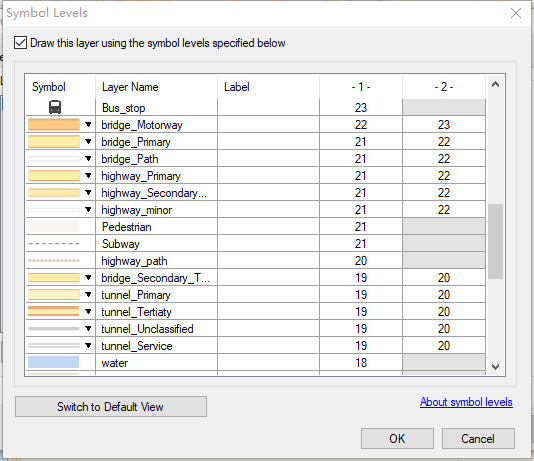 Symbol Levels
Draw this layer using the symbol levels specified below
Symbol Layer Name Label - 1 - - 2 -
Bus_stop 23
bridge_Motorway 22 23
bridge_Primary 21 22
bridge_Path 21 22
highway_Primary 21 22
highway_Secondary... 21 22
highway_minor 21 22
Pedestrian 21
Subway 21
highway_path 20
bridge_Secondary_T... 19 20
tunnel_Primary 19 20
tunnel_Tertiaty 19 20
tunnel_Unclassified 19 20
tunnel_Service 19 20
water 18
Switch to Default View
About symbol levels
OK Cancel